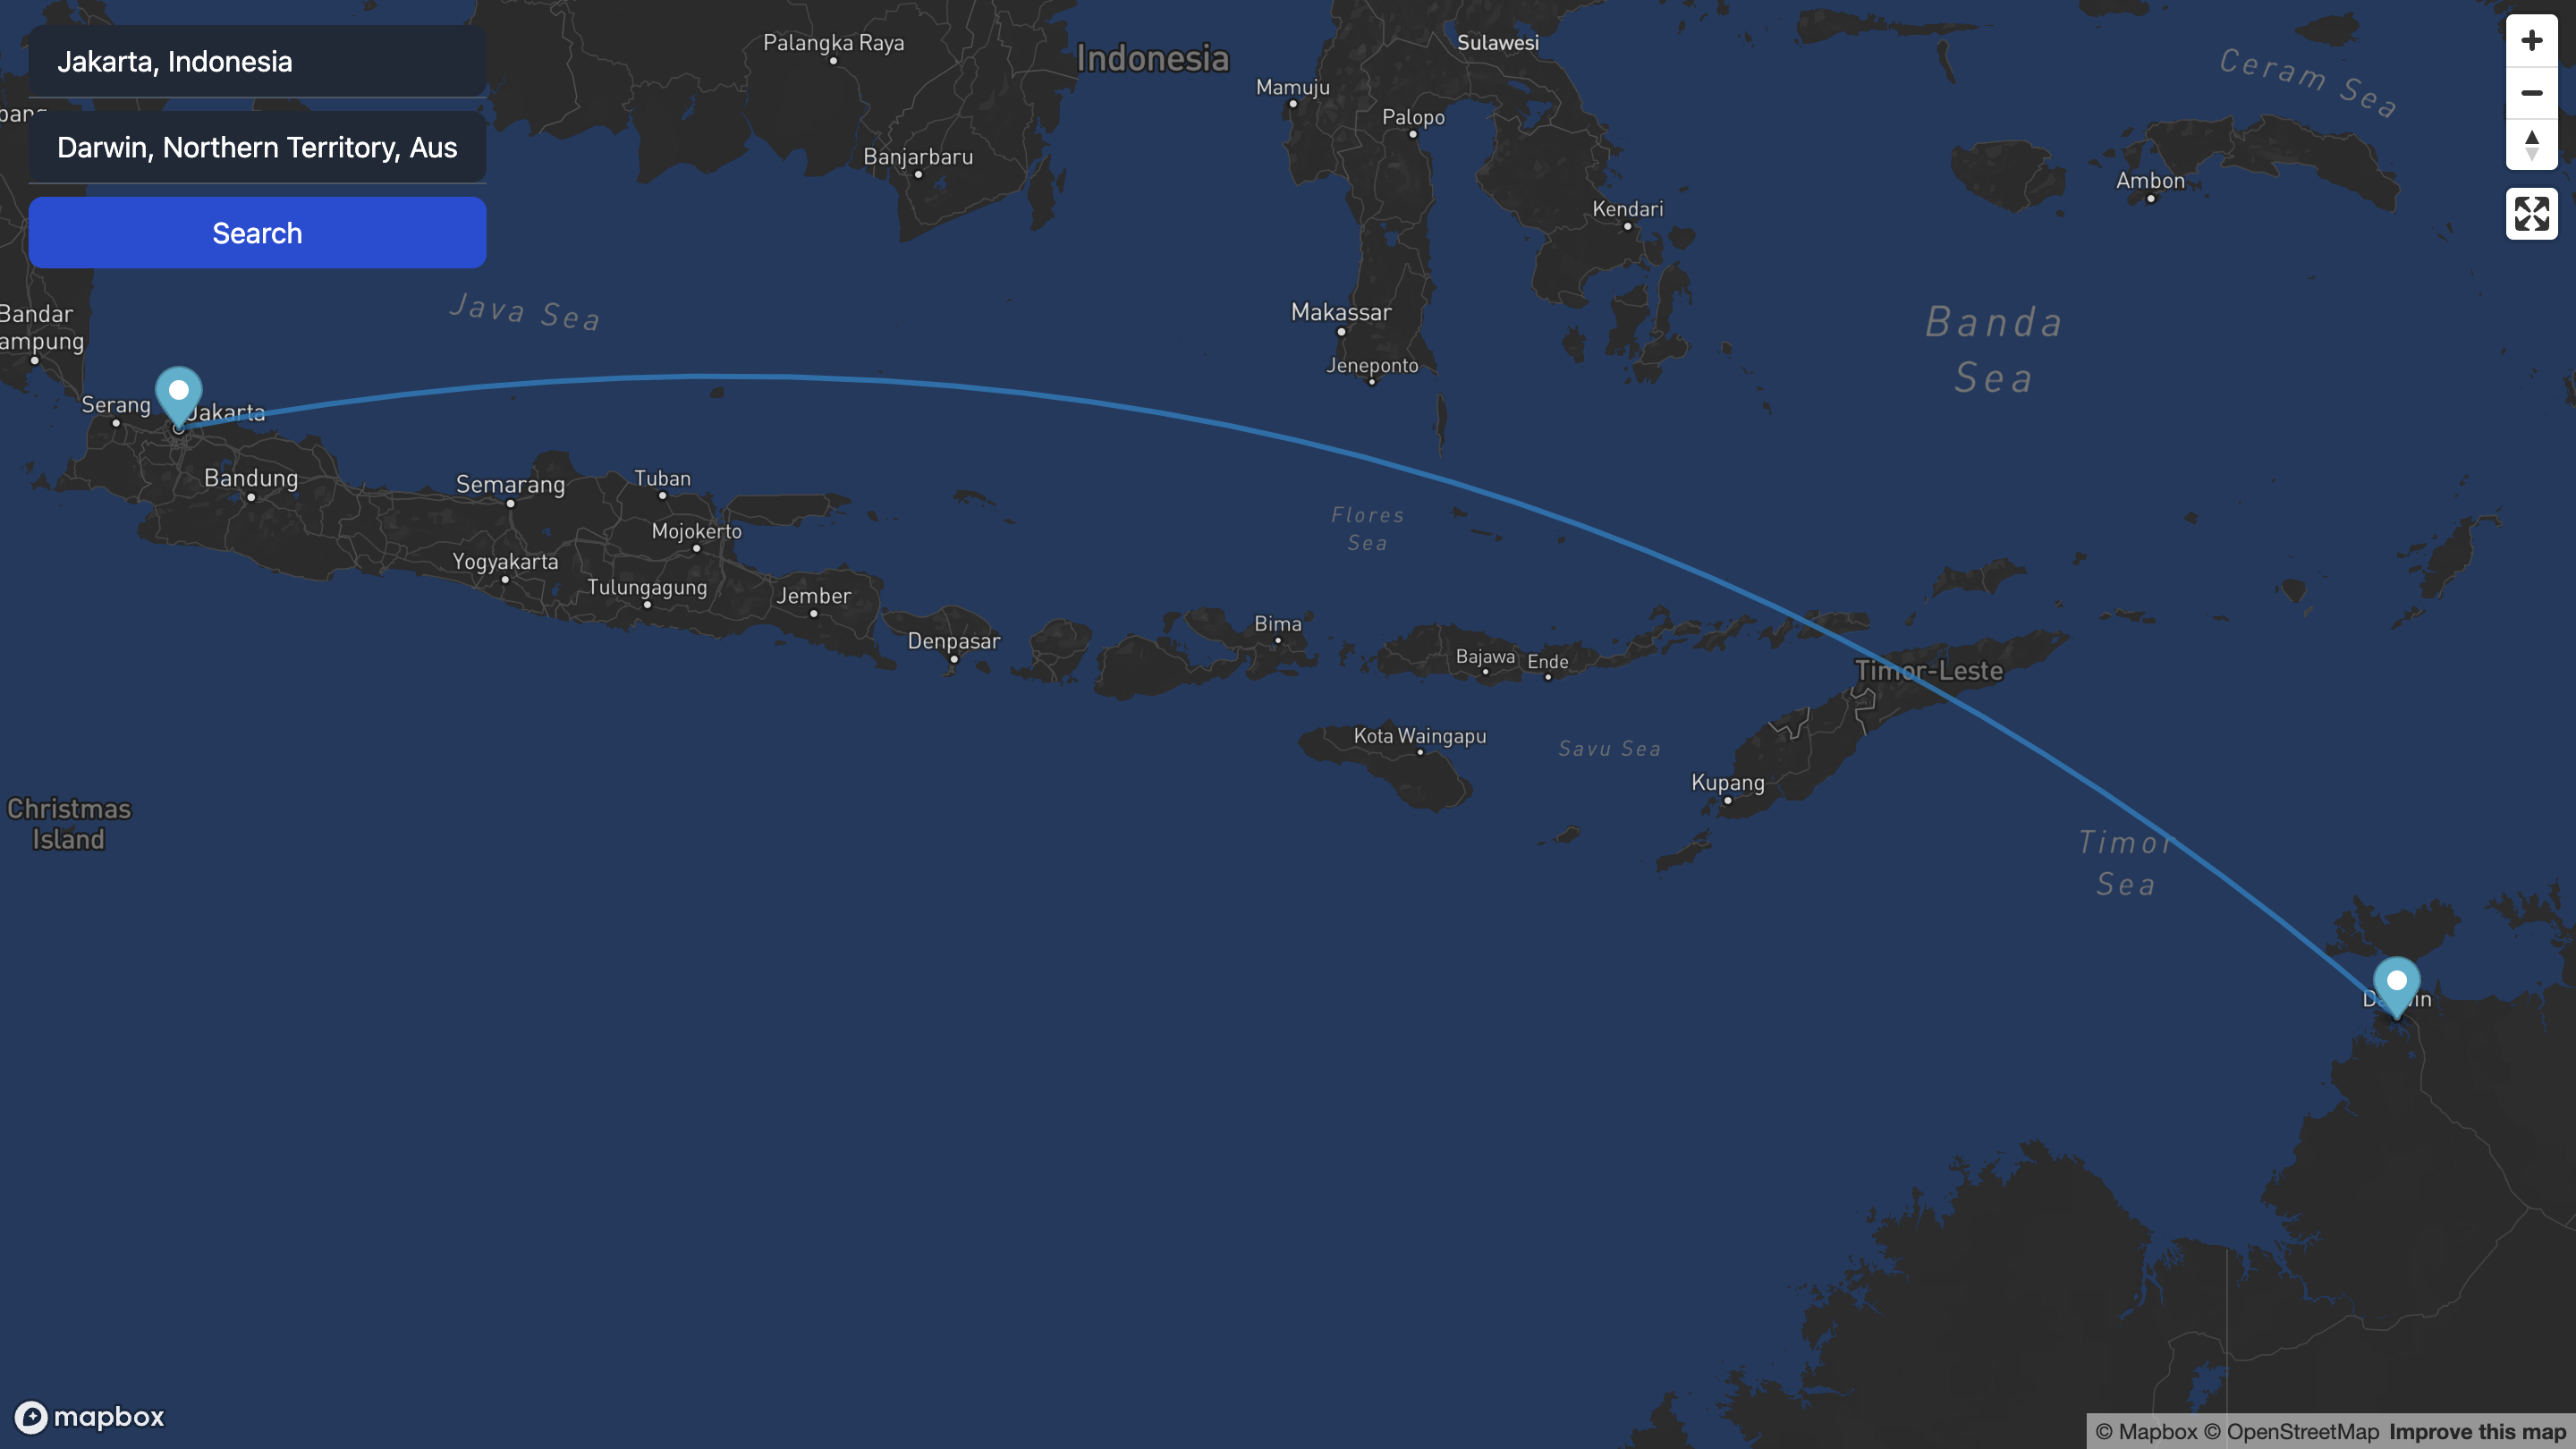 Jakarta, Indonesia
Darwin, Northern Territory, Aus
Search
Palangka Raya
Indonesia
Sulawesi
Ceram Sea
Mamuju
Palopo
Banjarbaru
Ambon
Kendari
Java Sea
Bandar
ampung
Makassar
Banda
Sea
Jeneponto
Serang
Jakarta
Bandung
Semarang
Tuban
Flores
Sea
Mojokerto
Yogyakarta
Tulungagung
Jember
Denpasar
Bima
Bajawa
Ende
Timor-Leste
Kota Waingapu
Savu Sea
Kupang
Christmas
Island
Timor
Sea
mapbox
© Mapbox © OpenStreetMap Improve this map